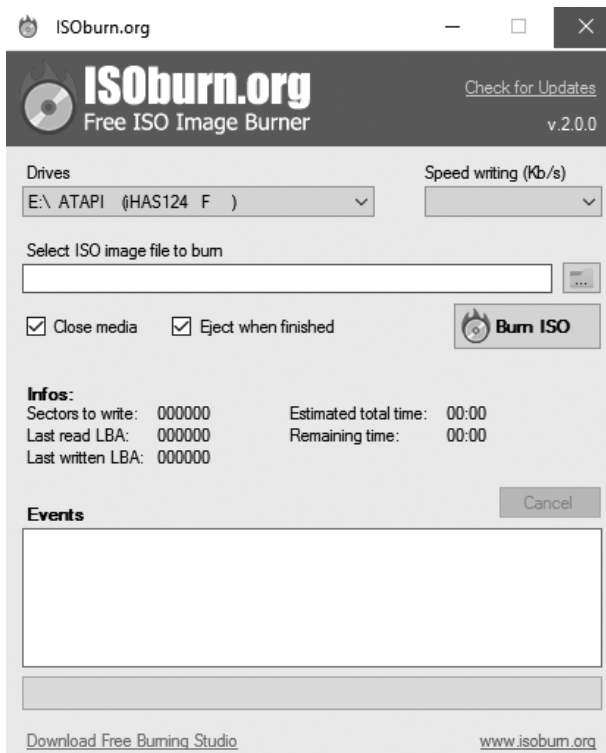 ISOburn.org
ISOburn.org
Free ISO Image Burner
Check for Updates
v.2.0.0
Drives
Speed writing (Kb/s)
E:\ ATAPI (iHAS124 F )
Select ISO image file to burn
...
Close media
Eject when finished
Burn ISO
Infos:
Sectors to write: 000000
Estimated total time: 00:00
Last read LBA: 000000
Remaining time: 00:00
Last written LBA: 000000
Cancel
Events
Download Free Burning Studio
www.isoburn.org